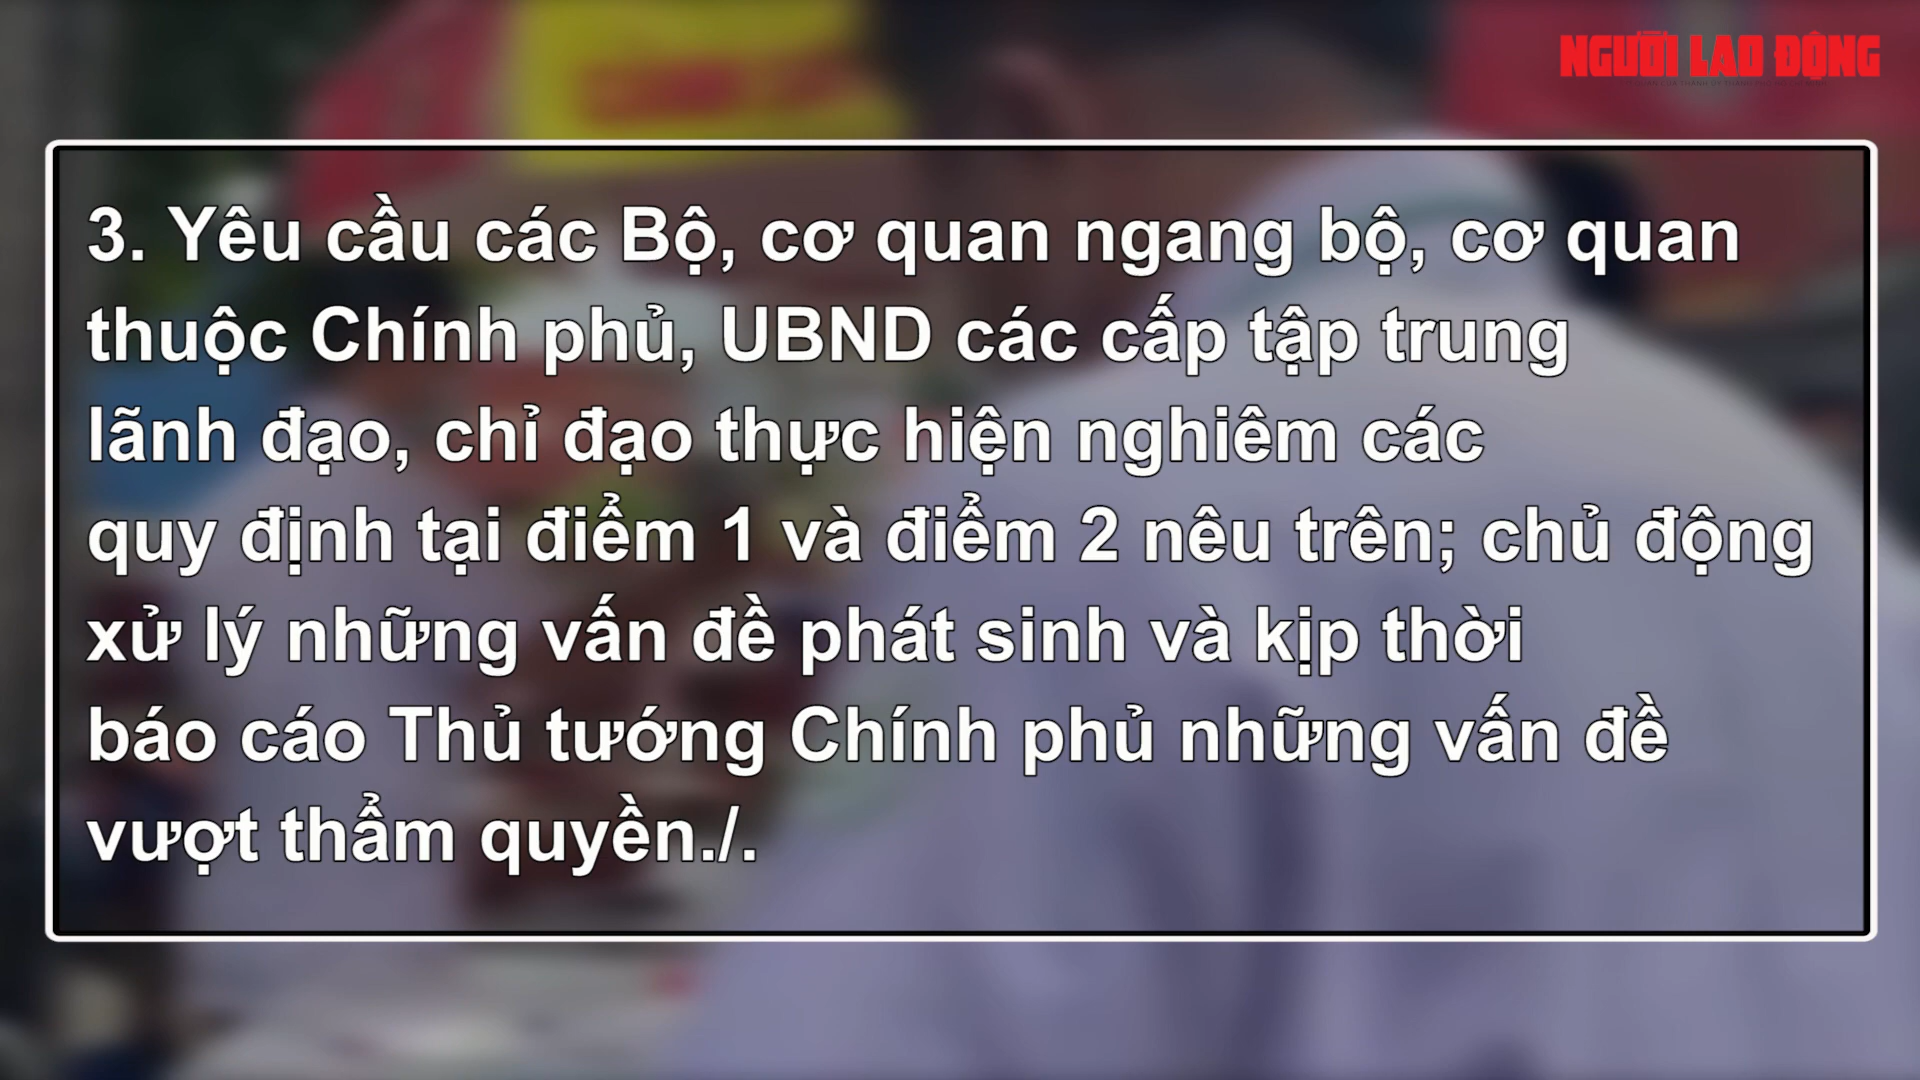 NGƯỜI LAO ĐỘNG
3. Yêu cầu các Bộ, cơ quan ngang bộ, cơ quan
thuộc Chính phủ, UBND các cấp tập trung
lãnh đạo, chỉ đạo thực hiện nghiêm các
quy định tại điểm 1 và điểm 2 nêu trên; chủ động
xử lý những vấn đề phát sinh và kịp thời
báo cáo Thủ tướng Chính phủ những vấn đề
vượt thẩm quyền./.